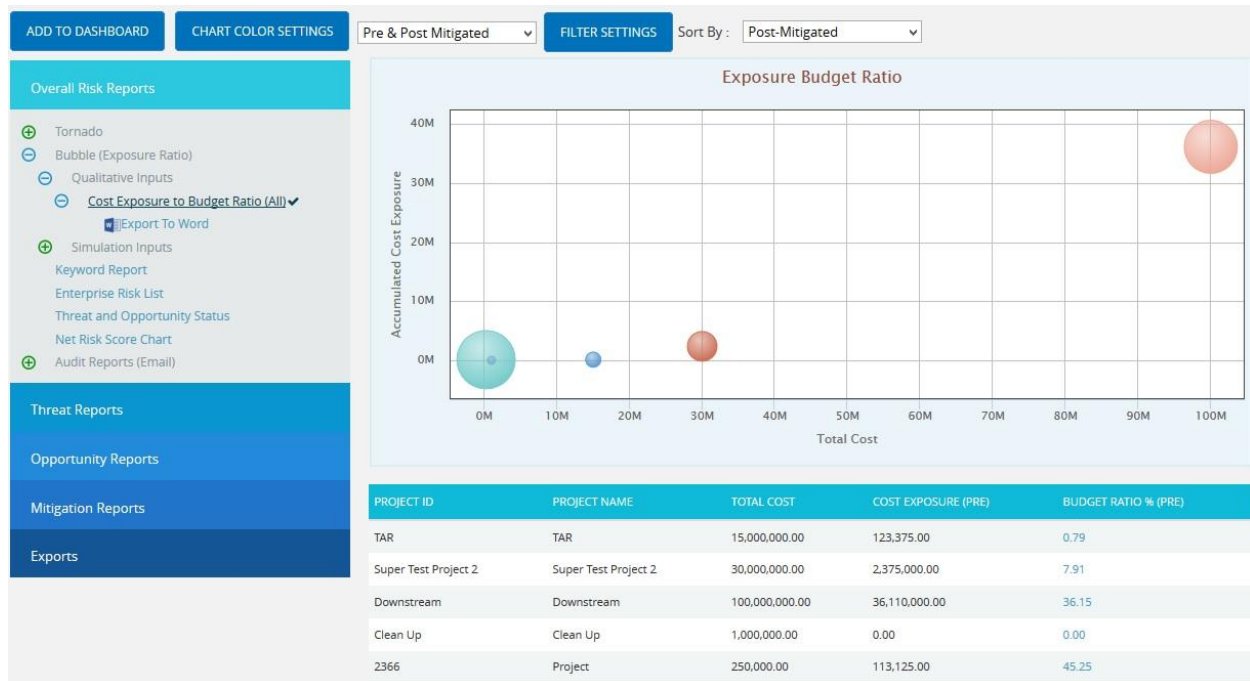 ADD TO DASHBOARD CHART COLOR SETTINGS Pre & Post Mitigated FILTER SETTINGS Sort By : Post-Mitigated
Overall Risk Reports
Tornado
Bubble (Exposure Ratio)
Qualitative Inputs
Cost Exposure to Budget Ratio (All)
Export To Word
Simulation Inputs
Keyword Report
Enterprise Risk List
Threat and Opportunity Status
Net Risk Score Chart
Audit Reports (Email)
Threat Reports
Opportunity Reports
Mitigation Reports
Exports
Exposure Budget Ratio
Accumulated Cost Exposure
40M
30M
20M
10M
0M
0M 10M 20M 30M 40M 50M 60M 70M 80M 90M 100M
Total Cost
PROJECT ID PROJECT NAME TOTAL COST COST EXPOSURE (PRE) BUDGET RATIO % (PRE)
TAR TAR 15,000,000.00 123,375.00 0.79
Super Test Project 2 Super Test Project 2 30,000,000.00 2,375,000.00 7.91
Downstream Downstream 100,000,000.00 36,110,000.00 36.15
Clean Up Clean Up 1,000,000.00 0.00 0.00
2366 Project 250,000.00 113,125.00 45.25